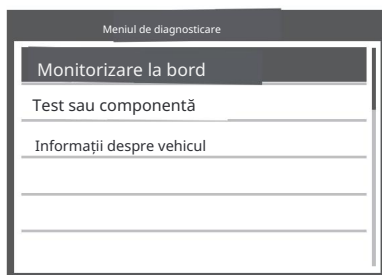 Meniul de diagnosticare
Monitorizare la bord
Test sau componentă
Informații despre vehicul